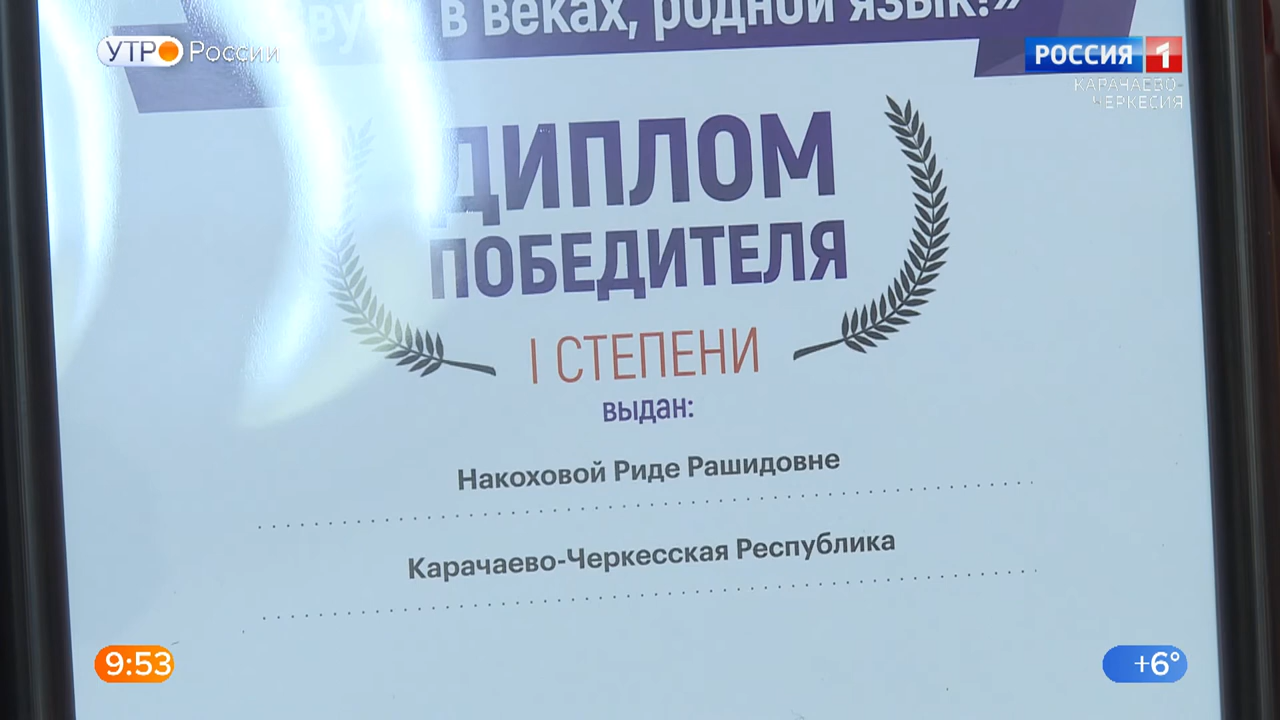 в веках, родной язык!»
УТРО России
РОССИЯ 1
КАРАЧАЕВО-
ЧЕРКЕСИЯ
ДИПЛОМ
ПОБЕДИТЕЛЯ
I СТЕПЕНИ
выдан:
Накоховой Риде Рашидовне
Карачаево-Черкесская Республика
9:53
+6°